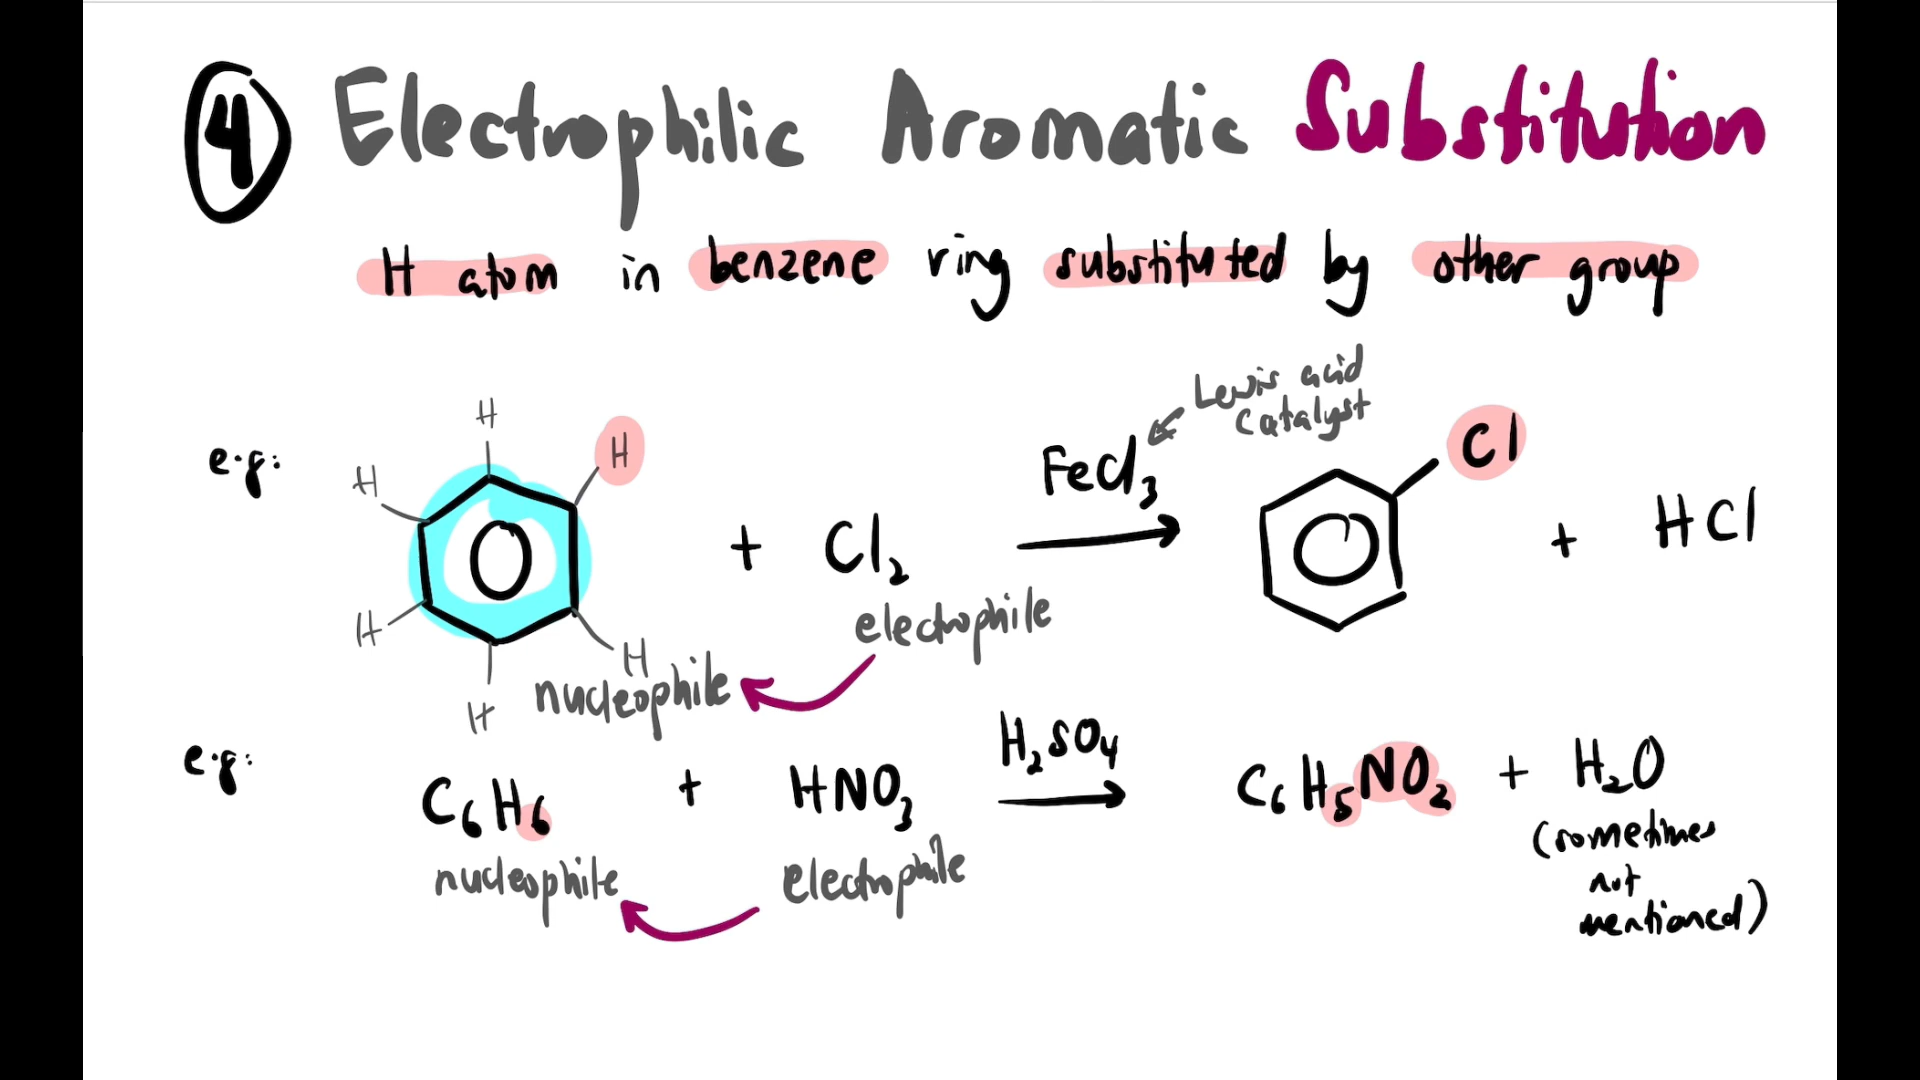 4 Electrophilic Aromatic Substitution
H atom in benzene ring substituted by other group
Lewis acid
catalyst
e.g:
H
H
H
H
H
H
+ Cl₂
FeCl₃
Cl
+ HCl
electrophile
nucleophile
e.g:
C₆H₆ + HNO₃
H₂SO₄
C₆H₅NO₂ + H₂O
nucleophile
electrophile
(sometimes
not
mentioned)